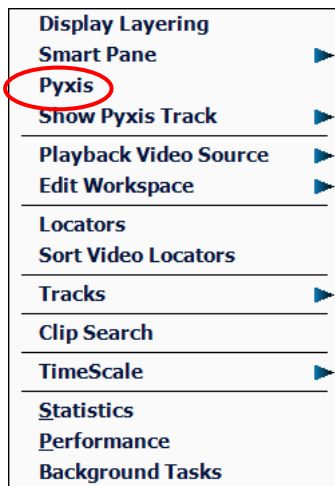 Display Layering
Smart Pane
Pyxis
Show Pyxis Track
Playback Video Source
Edit Workspace
Locators
Sort Video Locators
Tracks
Clip Search
TimeScale
Statistics
Performance
Background Tasks